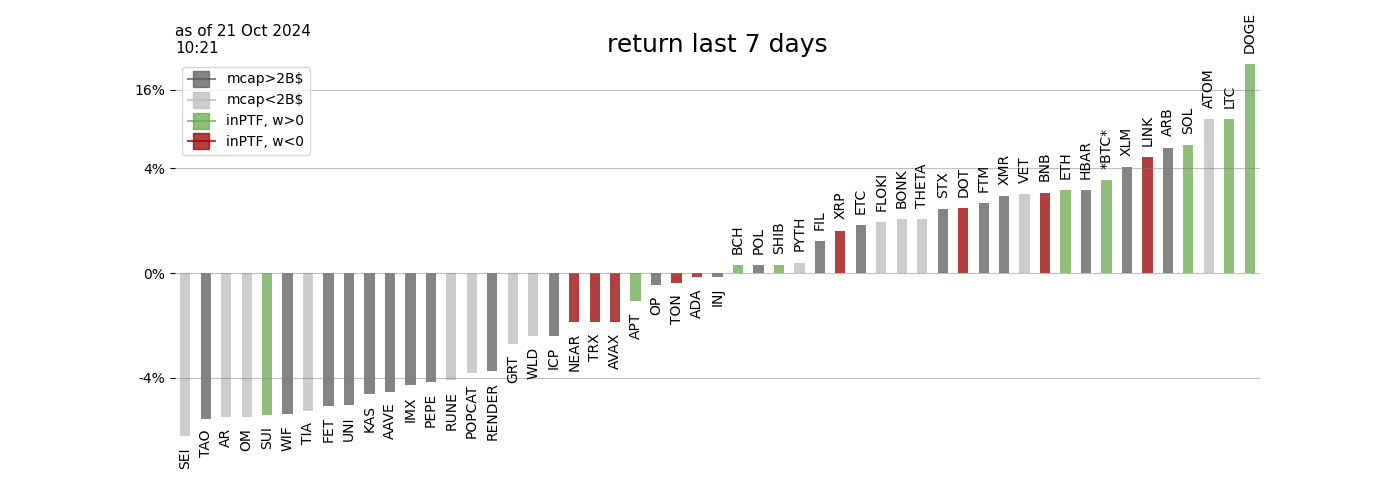 as of 21 Oct 2024
10:21
return last 7 days
mcap>2B$
mcap<2B$
inPTF, w>0
inPTF, w<0
16%
4%
0%
-4%
SEI
TAO
AR
OM
SUI
WIF
TIA
FET
UNI
KAS
AAVE
IMX
PEPE
RUNE
POPCAT
RENDER
GRT
WLD
ICP
NEAR
TRX
AVAX
APT
OP
TON
ADA
INJ
BCH
POL
SHIB
PYTH
FIL
XRP
ETC
FLOKI
BONK
THETA
STX
DOT
FTM
XMR
VET
BNB
ETH
HBAR
*BTC*
XLM
LINK
ARB
SOL
ATOM
LTC
DOGE